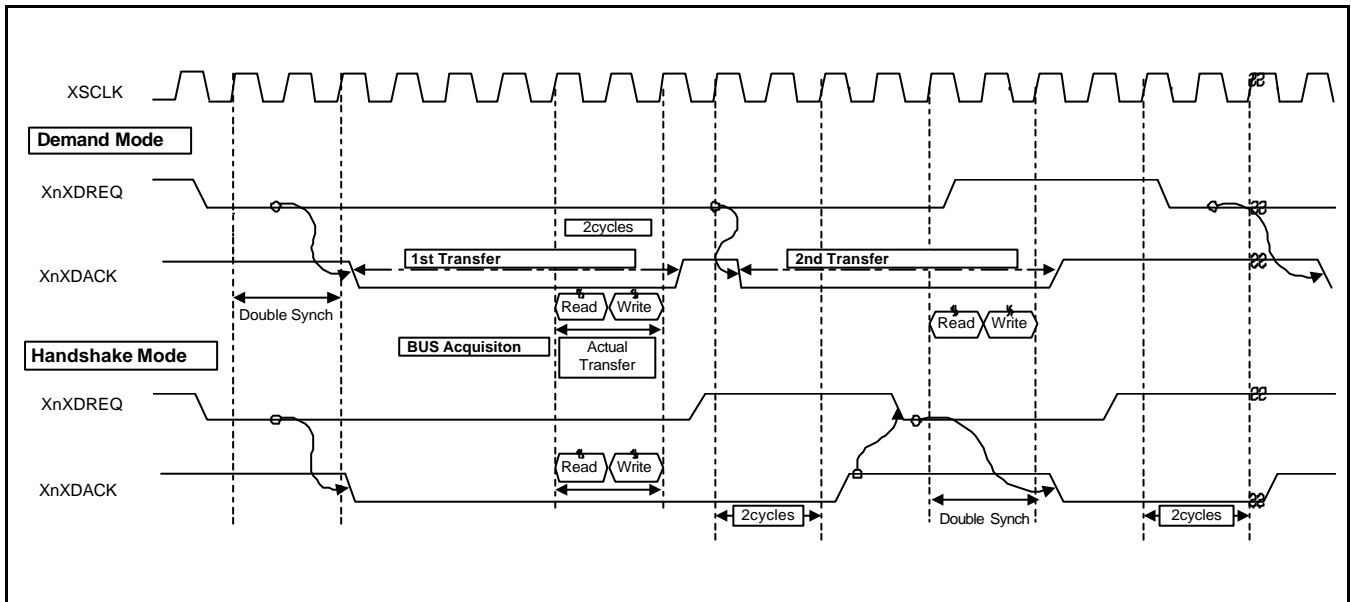 XSCLK
Demand Mode
XnXDREQ
2cycles
XnXDACK
1st Transfer
2nd Transfer
Double Synch
Read
Write
Read
Write
BUS Acquisiton
Actual
Transfer
Handshake Mode
XnXDREQ
XnXDACK
Read
Write
2cycles
Double Synch
2cycles